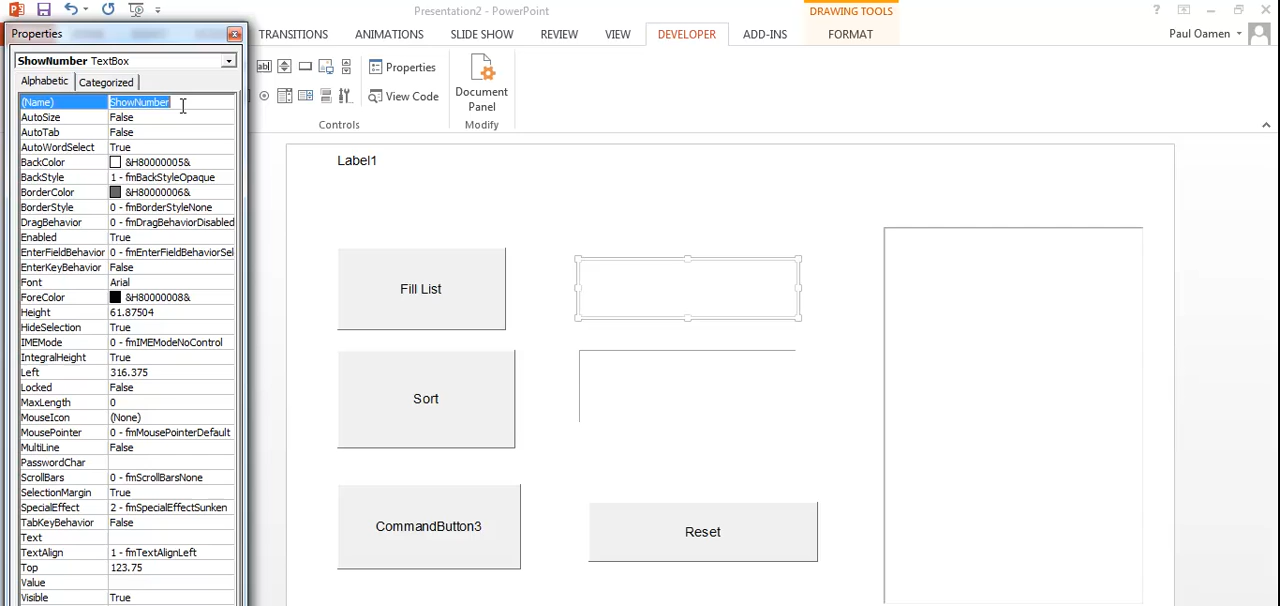 Presentation2 - PowerPoint
DRAWING TOOLS
TRANSITIONS ANIMATIONS SLIDE SHOW REVIEW VIEW DEVELOPER ADD-INS FORMAT
Paul Oamen
Properties
View Code
Controls
Document
Panel
Modify
Properties
ShowNumber TextBox
Alphabetic Categorized
(Name) ShowNumber
AutoSize False
AutoTab False
AutoWordSelect True
BackColor &H80000005&
BackStyle 1 - fmBackStyleOpaque
BorderColor &H80000006&
BorderStyle 0 - fmBorderStyleNone
DragBehavior 0 - fmDragBehaviorDisabled
Enabled True
EnterFieldBehavior 0 - fmEnterFieldBehaviorSel
EnterKeyBehavior False
Font Arial
ForeColor &H80000008&
Height 61.87504
HideSelection True
IMEMode 0 - fmIMEModeNoControl
IntegralHeight True
Left 316.375
Locked False
MaxLength 0
MouseIcon (None)
MousePointer 0 - fmMousePointerDefault
MultiLine False
PasswordChar
ScrollBars 0 - fmScrollBarsNone
SelectionMargin True
SpecialEffect 2 - fmSpecialEffectSunken
TabKeyBehavior False
Text
TextAlign 1 - fmTextAlignLeft
Top 123.75
Value
Visible True
Label1
Fill List
Sort
CommandButton3
Reset